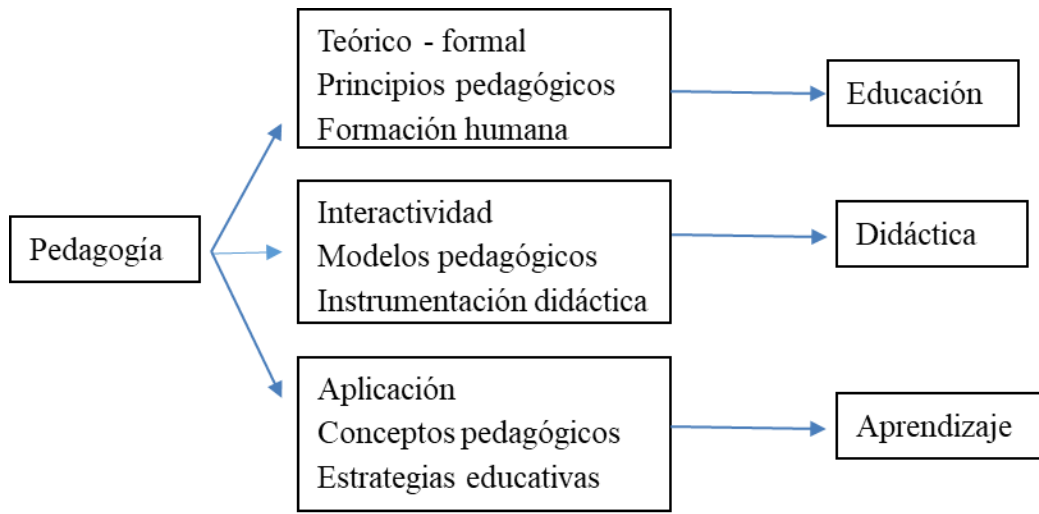 Pedagogía
Teórico - formal
Principios pedagógicos
Formación humana
Educación
Interactividad
Modelos pedagógicos
Instrumentación didáctica
Didáctica
Aplicación
Conceptos pedagógicos
Estrategias educativas
Aprendizaje